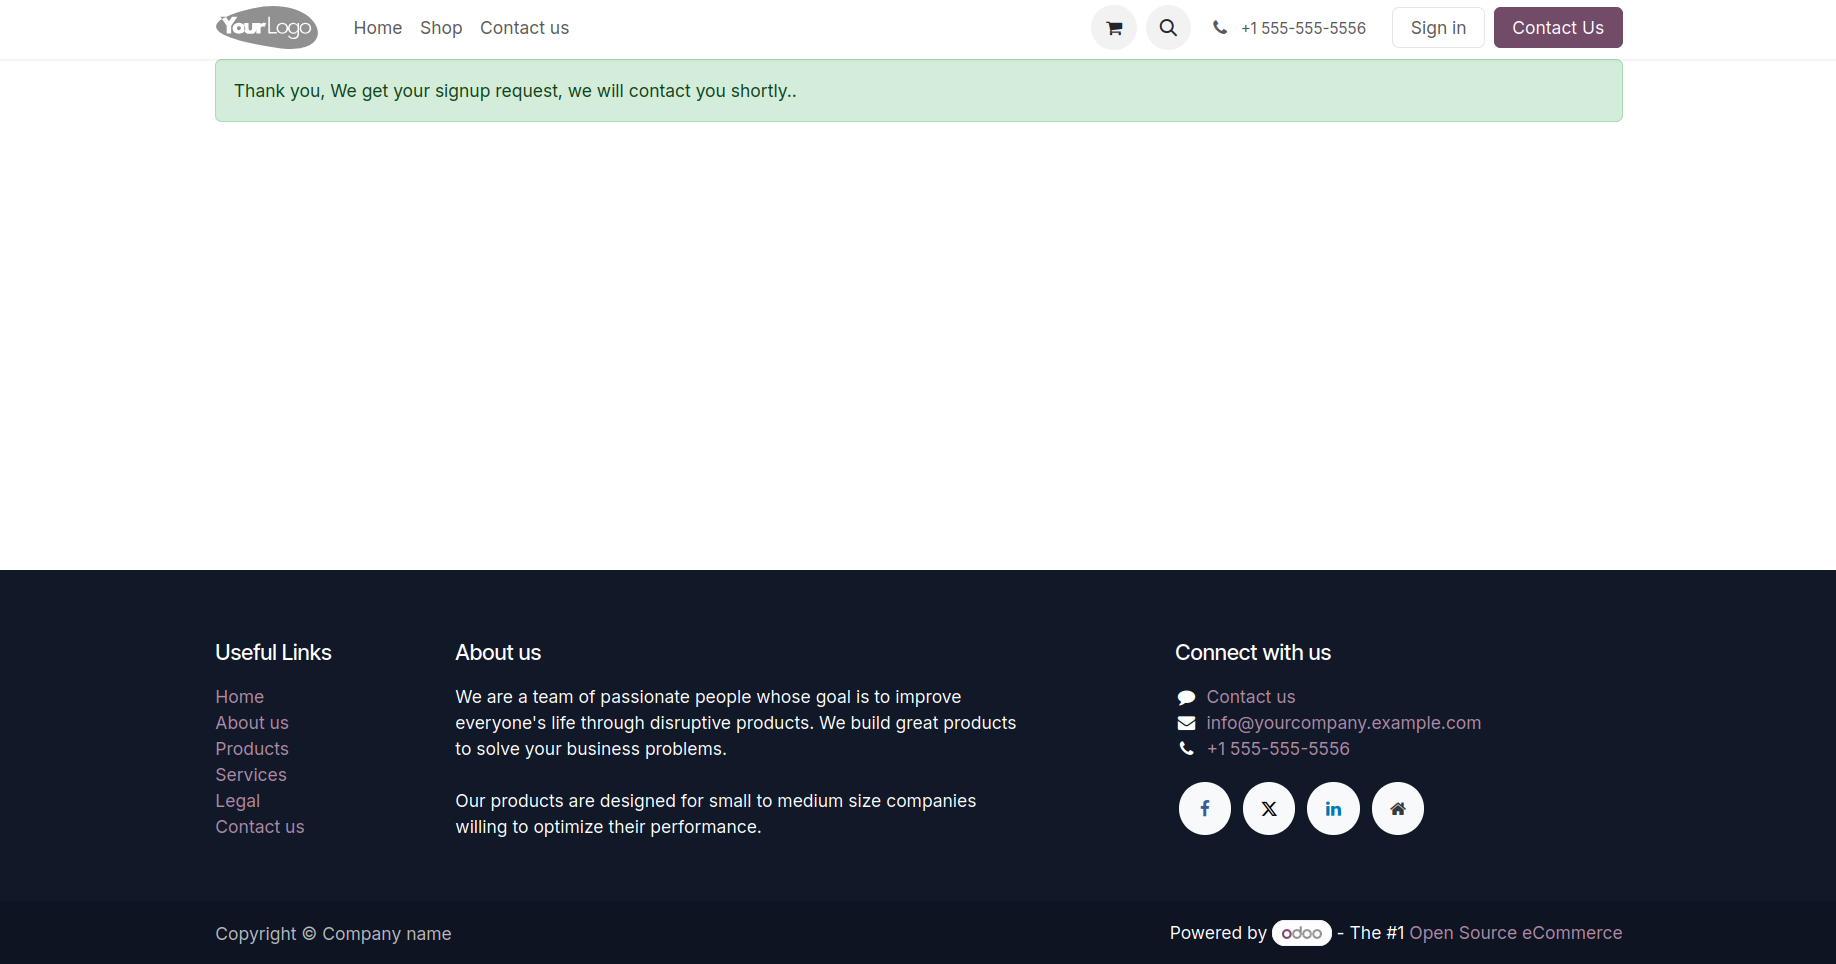 YourLogo
Home Shop Contact us
+1 555-555-5556
Sign in
Contact Us
Thank you, We get your signup request, we will contact you shortly..
Useful Links
Home
About us
Products
Services
Legal
Contact us
About us
We are a team of passionate people whose goal is to improve
everyone's life through disruptive products. We build great products
to solve your business problems.
Our products are designed for small to medium size companies
willing to optimize their performance.
Connect with us
Contact us
info@yourcompany.example.com
+1 555-555-5556
Copyright © Company name
Powered by odoo - The #1 Open Source eCommerce